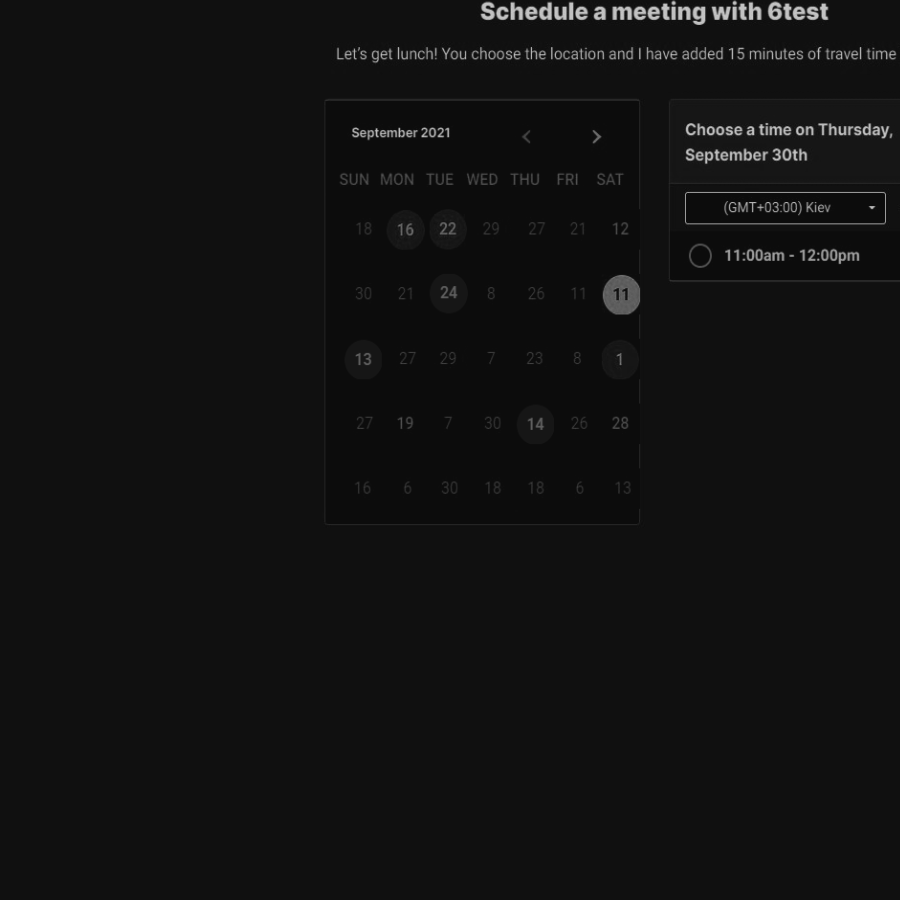 Schedule a meeting with 6test
Let's get lunch! You choose the location and I have added 15 minutes of travel time
September 2021
SUN MON TUE WED THU FRI SAT
18 16 22 29 27 21 12
30 21 24 8 26 11 11
13 27 29 7 23 8 1
27 19 7 30 14 26 28
16 6 30 18 18 6 13
Choose a time on Thursday,
September 30th
(GMT+03:00) Kiev
11:00am - 12:00pm